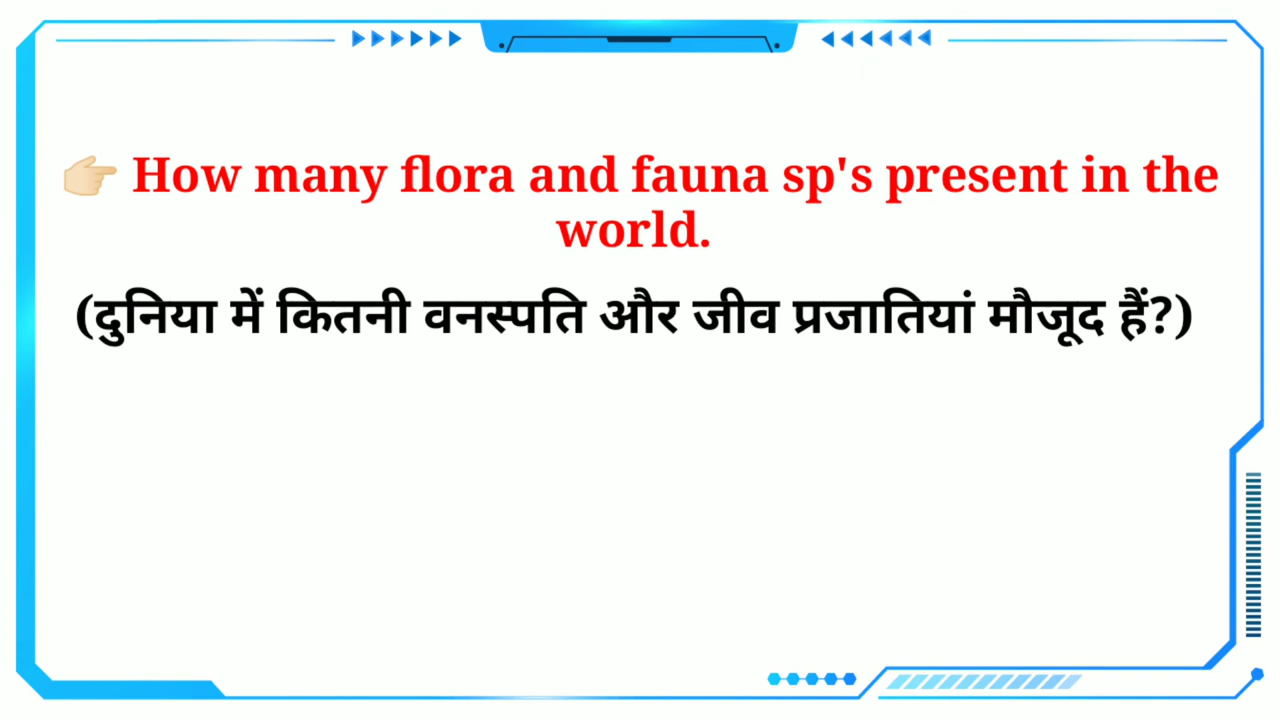 👉🏻 How many flora and fauna sp's present in the
world.
(दुनिया में कितनी वनस्पति और जीव प्रजातियां मौजूद हैं?)